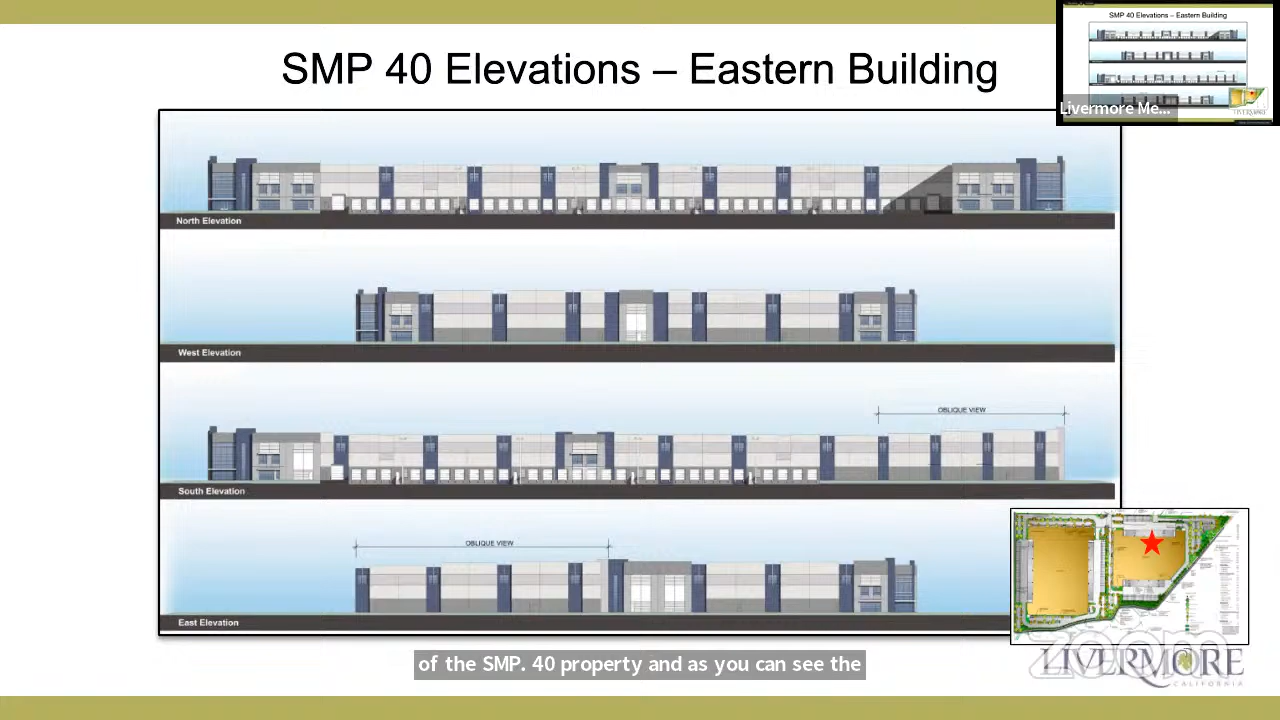 SMP 40 Elevations – Eastern Building
SMP 40 Elevations – Eastern Building
Livermore Me...
North Elevation
West Elevation
OBLIQUE VIEW
South Elevation
OBLIQUE VIEW
East Elevation
of the SMP. 40 property and as you can see the
zoom
LIVERMORE
CALIFORNIA